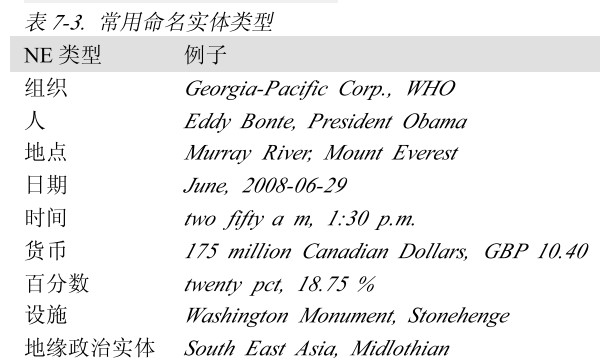 表 7-3. 常用命名实体类型
NE 类型 例子
组织 Georgia-Pacific Corp., WHO
人 Eddy Bonte, President Obama
地点 Murray River, Mount Everest
日期 June, 2008-06-29
时间 two fifty a m, 1:30 p.m.
货币 175 million Canadian Dollars, GBP 10.40
百分数 twenty pct, 18.75 %
设施 Washington Monument, Stonehenge
地缘政治实体 South East Asia, Midlothian